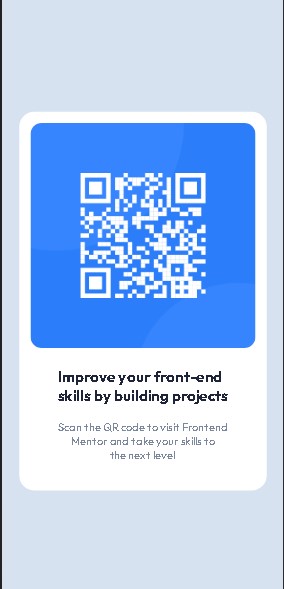 Improve your front-end
skills by building projects
Scan the QR code to visit Frontend
Mentor and take your skills to
the next level